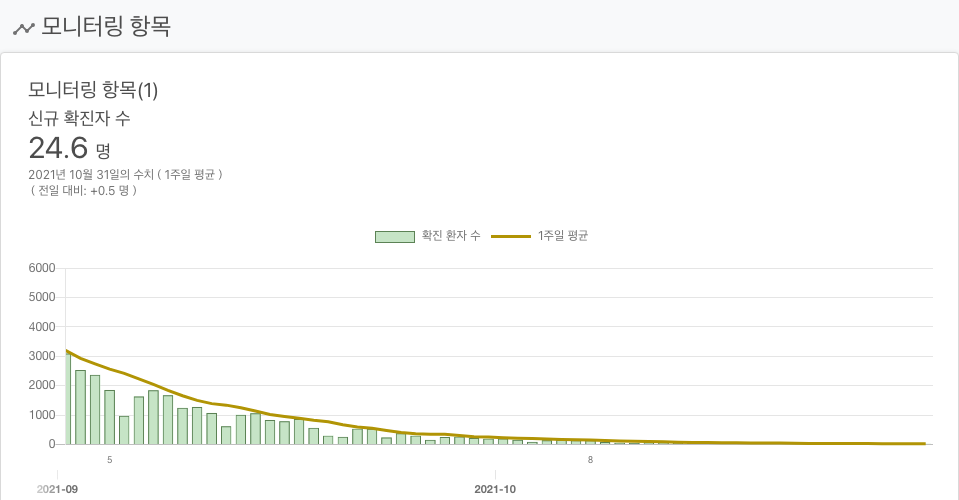 모니터링 항목
모니터링 항목(1)
신규 확진자 수
24.6 명
2021년 10월 31일의 수치 ( 1주일 평균 )
( 전일 대비: +0.5 명 )
확진 환자 수 1주일 평균
6000
5000
4000
3000
2000
1000
0
5 8
2021-09 2021-10